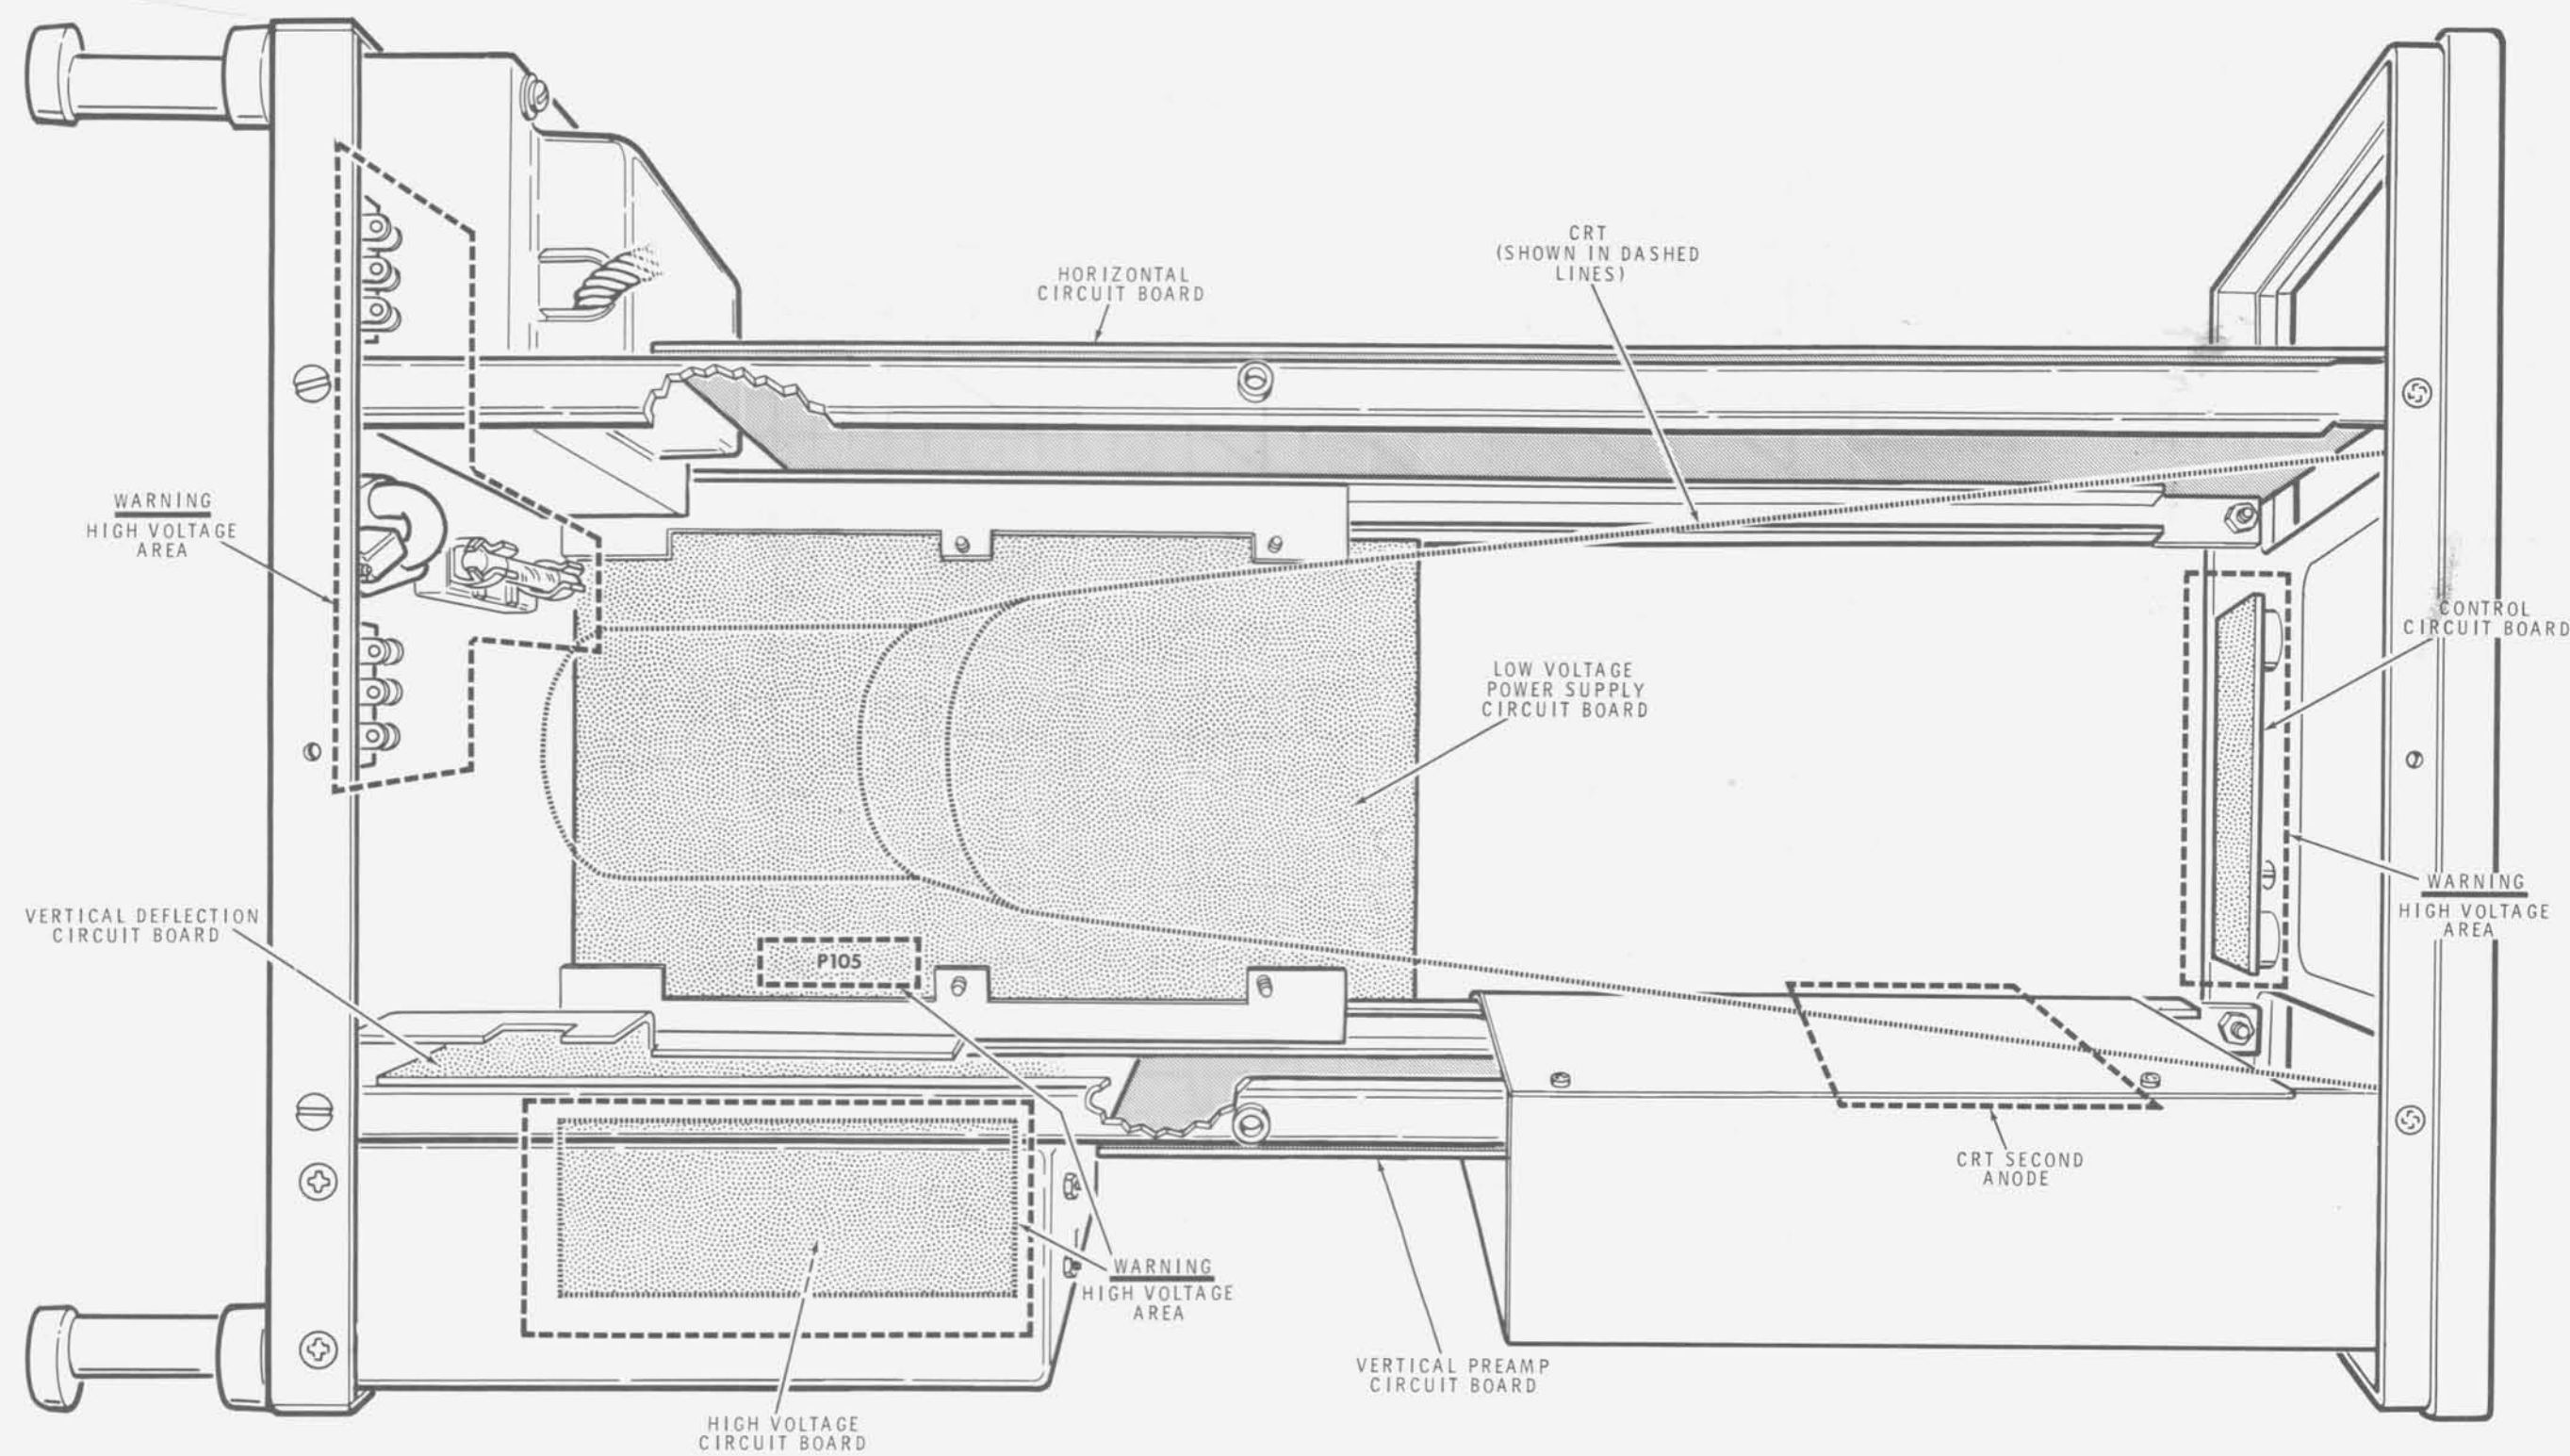 CRT
(SHOWN IN DASHED
LINES)
HORIZONTAL
CIRCUIT BOARD
WARNING
HIGH VOLTAGE
AREA
CONTROL
CIRCUIT BOARD
LOW VOLTAGE
POWER SUPPLY
CIRCUIT BOARD
WARNING
HIGH VOLTAGE
AREA
VERTICAL DEFLECTION
CIRCUIT BOARD
P105
CRT SECOND
ANODE
WARNING
HIGH VOLTAGE
AREA
VERTICAL PREAMP
CIRCUIT BOARD
HIGH VOLTAGE
CIRCUIT BOARD